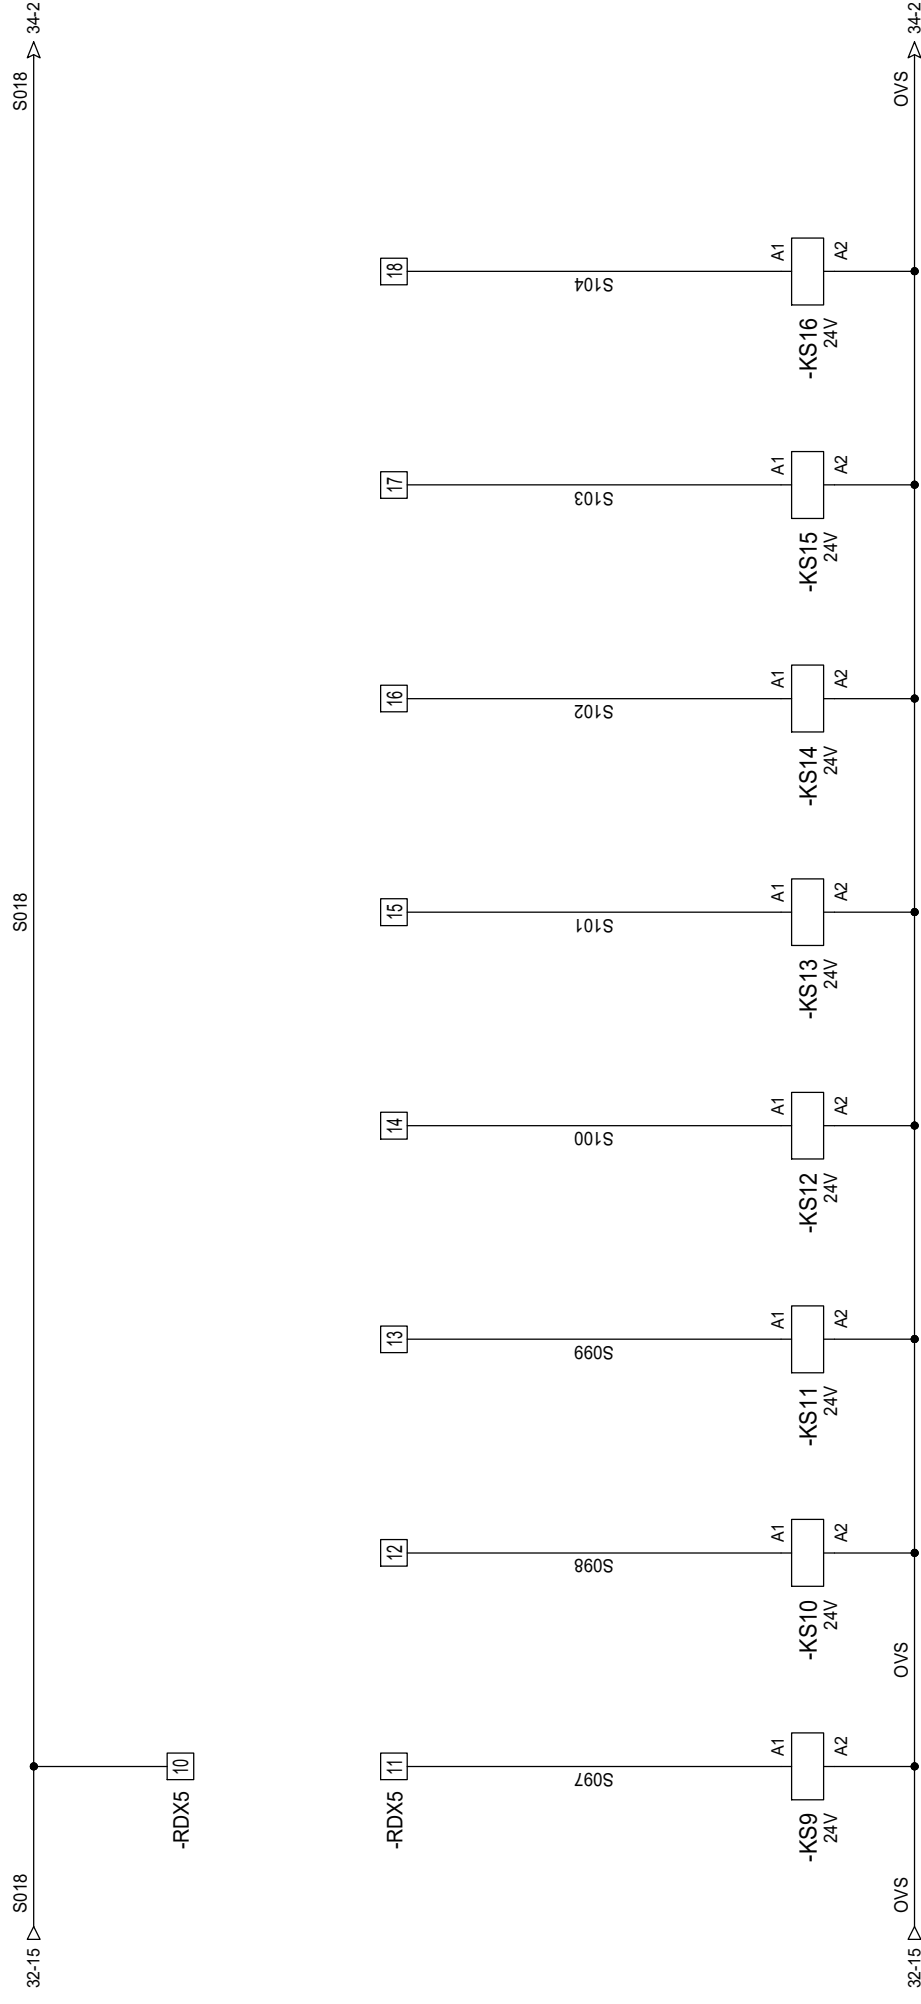 32-15 S018 S018 S018 34-2
10
-RDX5
-RDX5
11 12 13 14 15 16 17 18
S097 S098 S099 S100 S101 S102 S103 S104
A1 A1 A1 A1 A1 A1 A1 A1
-KS9 -KS10 -KS11 -KS12 -KS13 -KS14 -KS15 -KS16
24V 24V 24V 24V 24V 24V 24V 24V
A2 A2 A2 A2 A2 A2 A2 A2
32-15 OVS OVS OVS 34-2